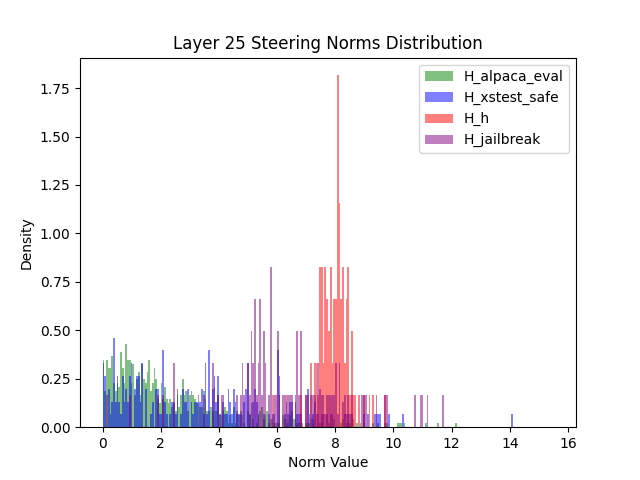 Layer 25 Steering Norms Distribution
H_alpaca_eval
H_xstest_safe
H_h
H_jailbreak
1.75
1.50
1.25
1.00
0.75
0.50
0.25
0.00
Density
0 2 4 6 8 10 12 14 16
Norm Value